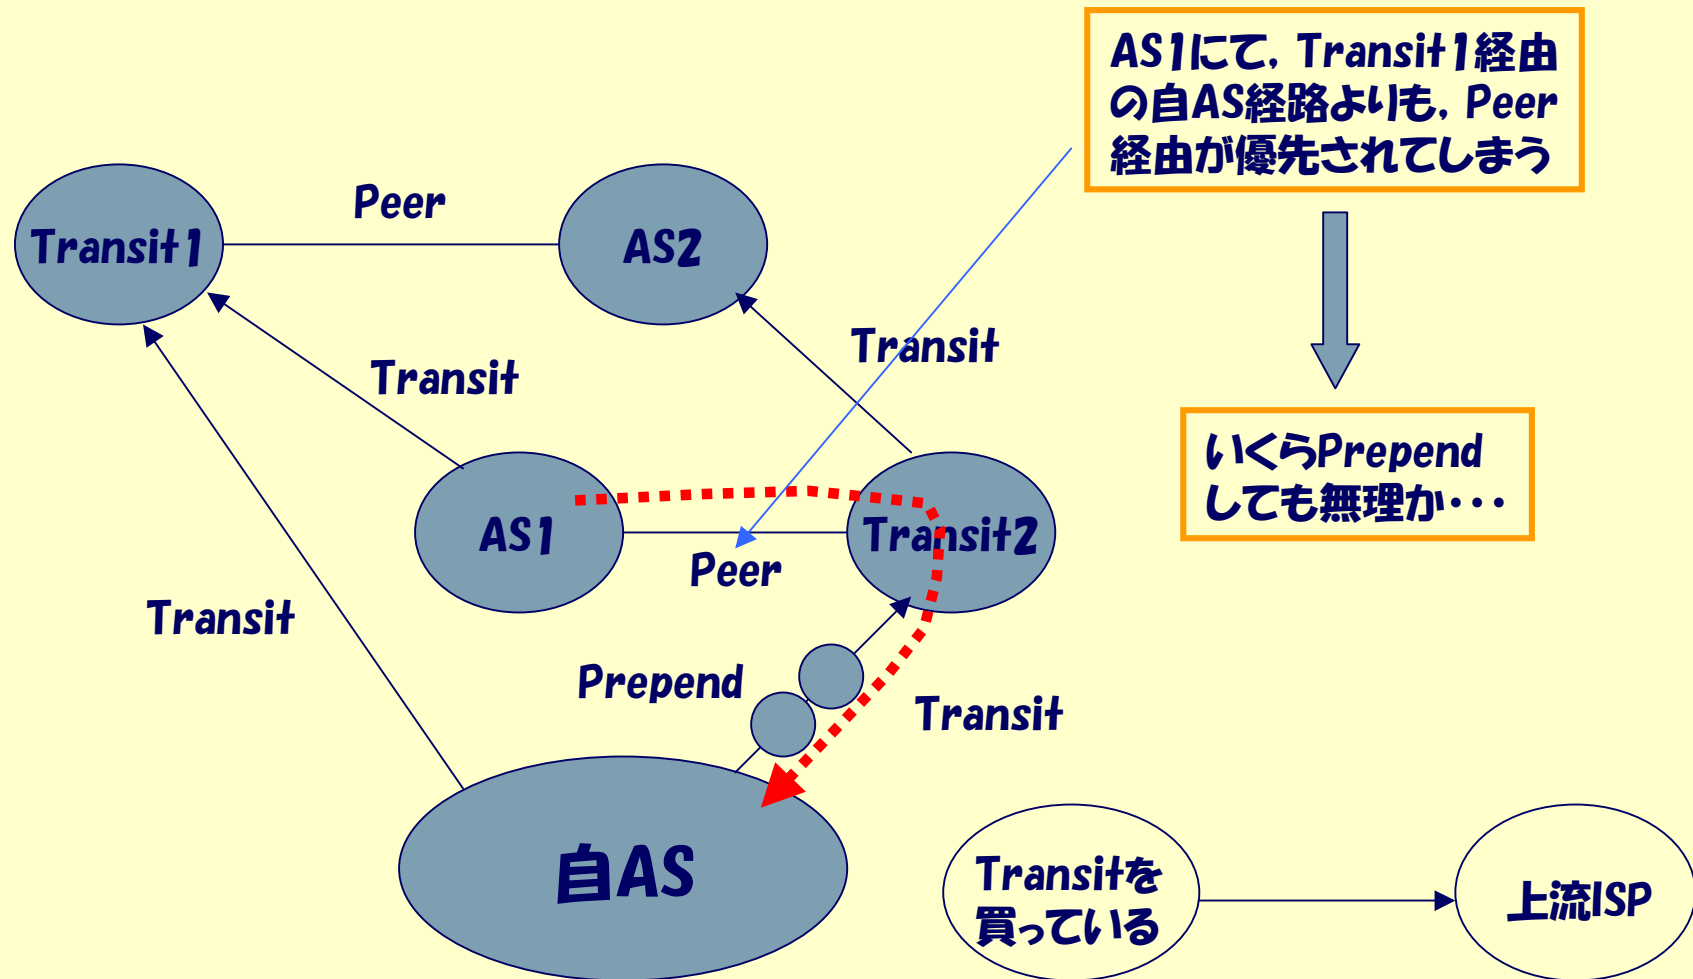 AS1にて, Transit1経由
の自AS経路よりも, Peer
経由が優先されてしまう
Peer
Transit1
AS2
Transit
Transit
いくらPrepend
しても無理か・・・
AS1
Transit2
Peer
Transit
Prepend
Transit
自AS
Transitを
買っている
上流ISP